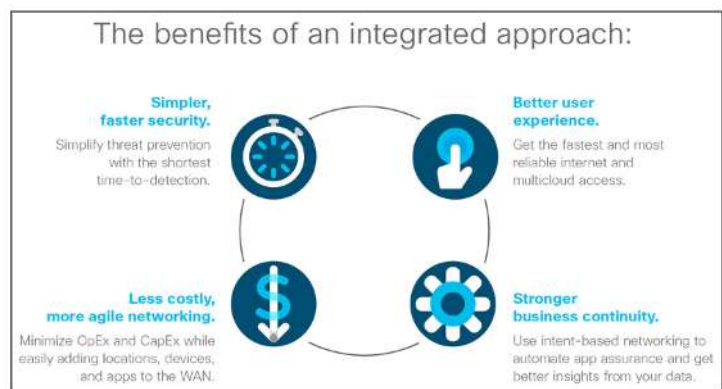 The benefits of an integrated approach:
Simpler,
faster security.
Simplify threat prevention
with the shortest
time-to-detection.
Better user
experience.
Get the fastest and most
reliable internet and
multicloud access.
Less costly,
more agile networking.
Minimize OpEx and CapEx while
easily adding locations, devices,
and apps to the WAN.
Stronger
business continuity.
Use intent-based networking to
automate app assurance and get
better insights from your data.